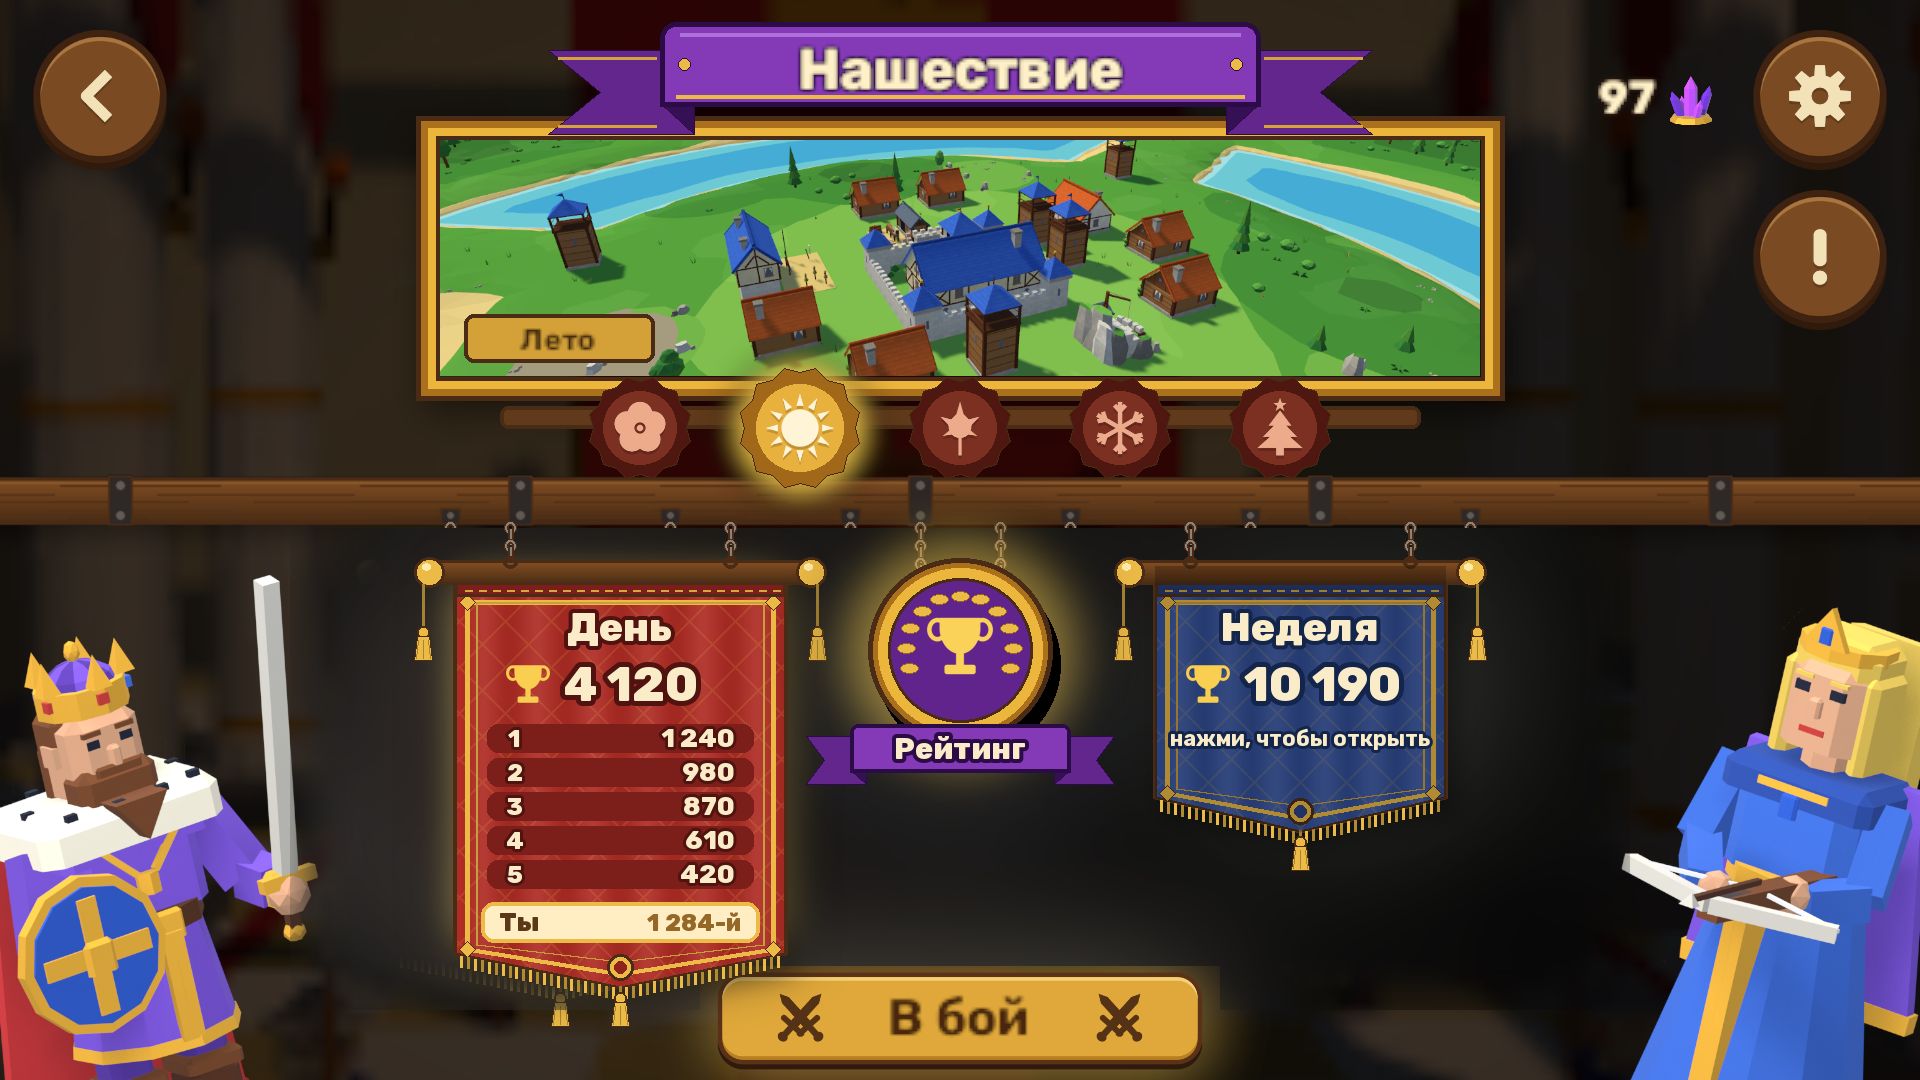 Нашествие
97
Лето
День
4 120
1 1 240
2 980
3 870
4 610
5 420
Ты 1 284-й
Рейтинг
Неделя
10 190
нажми, чтобы открыть
В бой